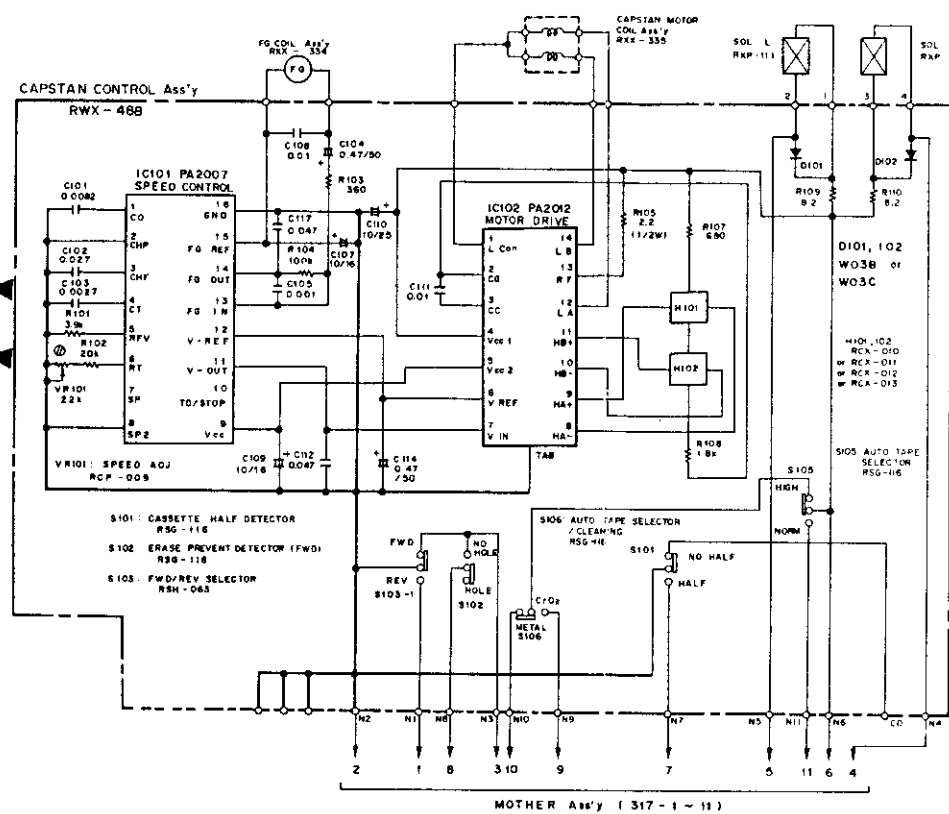 CAPSTAN MOTOR
COIL Ass'y
RXX - 335
FG COIL Ass'y
RXX - 334
FG
SOL L
RXP-111
SOL
RXP
CAPSTAN CONTROL Ass'y
RWX - 488
2
1
3
4
C108
0.01
C104
0.47/50
+
R103
360
D101
D102
R109
8.2
R110
8.2
IC101 PA2007
SPEED CONTROL
C101
0.0082
C102
0.027
C103
0.0027
R101
3.9k
R102
20k
VR101
22k
1
CO
2
CHP
3
CHF
4
CT
5
RFV
6
RT
7
SP
8
SP2
16
GND
15
FG REF
14
FG OUT
13
FG IN
12
V-REF
11
V-OUT
10
TD/STOP
9
Vcc
C117
0.047
R104
100k
C105
0.001
C107
10/16
C110
10/25
C111
0.01
IC102 PA2012
MOTOR DRIVE
1
L Con
2
CG
3
CC
4
Vcc 1
5
Vcc 2
6
V REF
7
V IN
14
L B
13
R F
12
L A
11
HB+
10
HB-
9
HA+
8
HA-
TAB
R105
2.2
(1/2W)
R107
680
H101
H102
R108
1.8k
D101, 102
W03B or
W03C
H101, 102
RCX-010
or RCX-011
or RCX-012
or RCX-013
C109
10/16
C112
0.047
C114
0.47
/50
VR101: SPEED ADJ
RCP-009
S105 AUTO TAPE
SELECTOR
RSG-116
S105
HIGH
NORM
S101: CASSETTE HALF DETECTOR
RSG-116
S102 ERASE PREVENT DETECTOR (FWD)
RSG-116
S103: FWD/REV SELECTOR
RSH-063
S106: AUTO TAPE SELECTOR
/CLEANING
RSG-116
FWD
REV
S103-1
NO
HOLE
HOLE
S102
CrO2
METAL
S106
S101
NO HALF
HALF
N2
N1
N8
N3
N10
N9
N7
N5
N11
N6
CO
N4
2
1
8
3
10
9
7
5
11
6
4
MOTHER Ass'y (317-1~11)